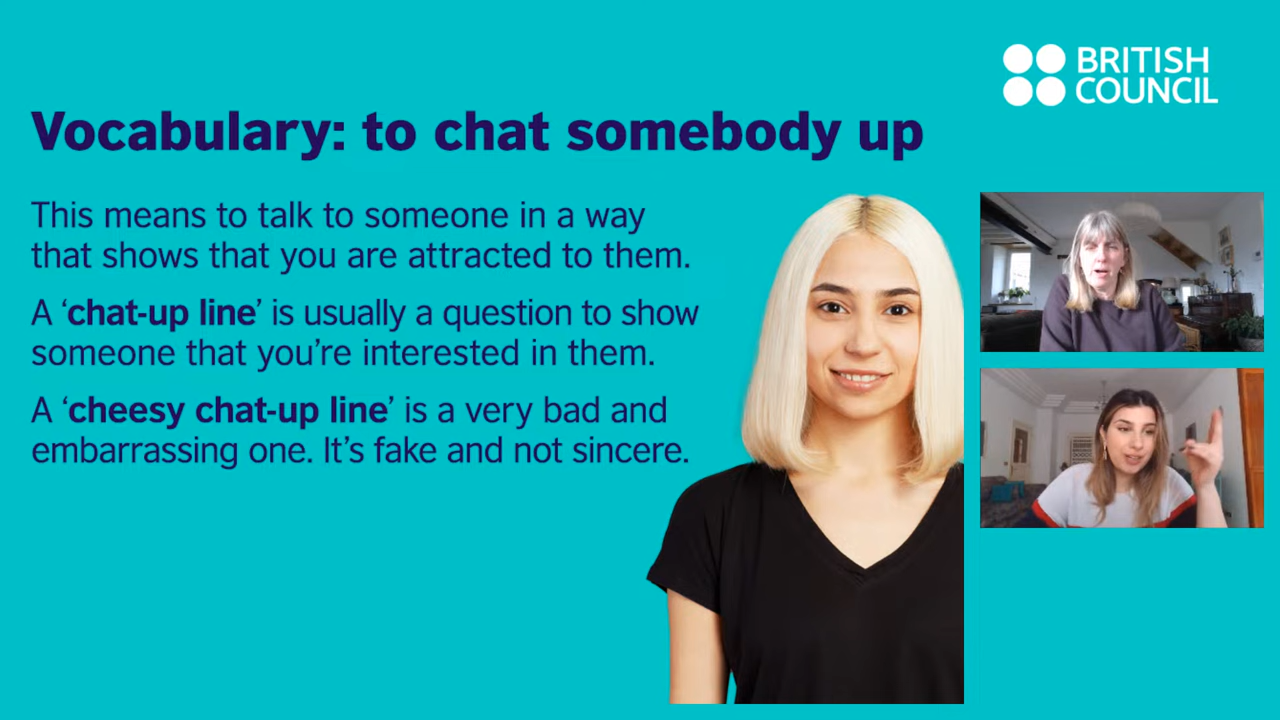 BRITISH
COUNCIL
Vocabulary: to chat somebody up
This means to talk to someone in a way
that shows that you are attracted to them.
A ‘chat-up line’ is usually a question to show
someone that you’re interested in them.
A ‘cheesy chat-up line’ is a very bad and
embarrassing one. It’s fake and not sincere.